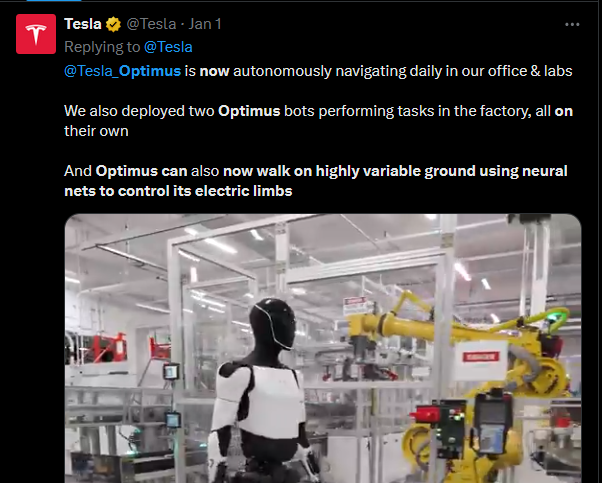 Tesla @Tesla · Jan 1
Replying to @Tesla
@Tesla_Optimus is now autonomously navigating daily in our office & labs
We also deployed two Optimus bots performing tasks in the factory, all on
their own
And Optimus can also now walk on highly variable ground using neural
nets to control its electric limbs
DANGER